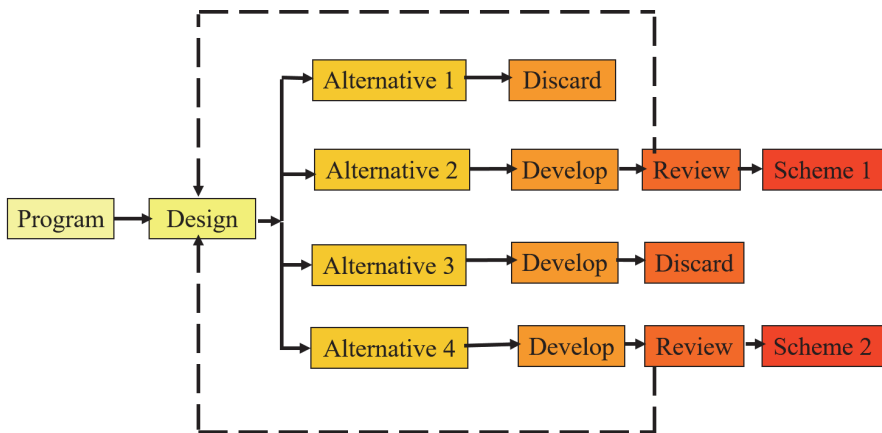 Alternative 1
Discard
Alternative 2
Develop
Review
Scheme 1
Program
Design
Alternative 3
Develop
Discard
Alternative 4
Develop
Review
Scheme 2